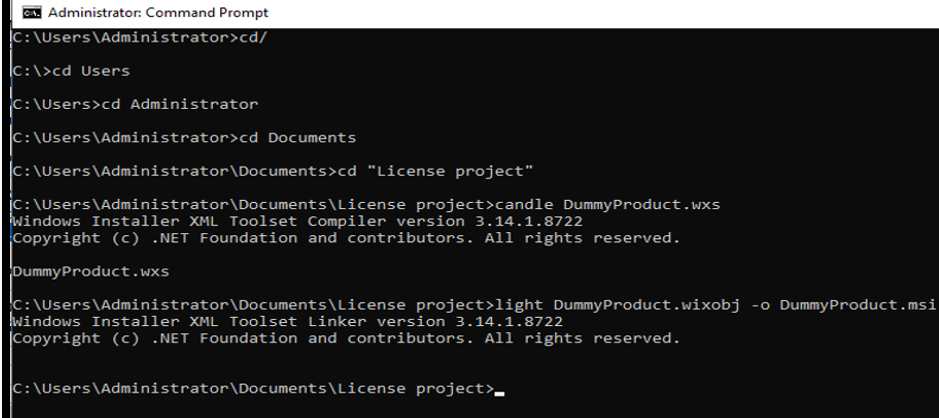 Administrator: Command Prompt
C:\Users\Administrator>cd/
C:\>cd Users
C:\Users>cd Administrator
C:\Users\Administrator>cd Documents
C:\Users\Administrator\Documents>cd "License project"
C:\Users\Administrator\Documents\License project>candle DummyProduct.wxs
Windows Installer XML Toolset Compiler version 3.14.1.8722
Copyright (c) .NET Foundation and contributors. All rights reserved.
DummyProduct.wxs
C:\Users\Administrator\Documents\License project>light DummyProduct.wixobj -o DummyProduct.msi
Windows Installer XML Toolset Linker version 3.14.1.8722
Copyright (c) .NET Foundation and contributors. All rights reserved.
C:\Users\Administrator\Documents\License project>